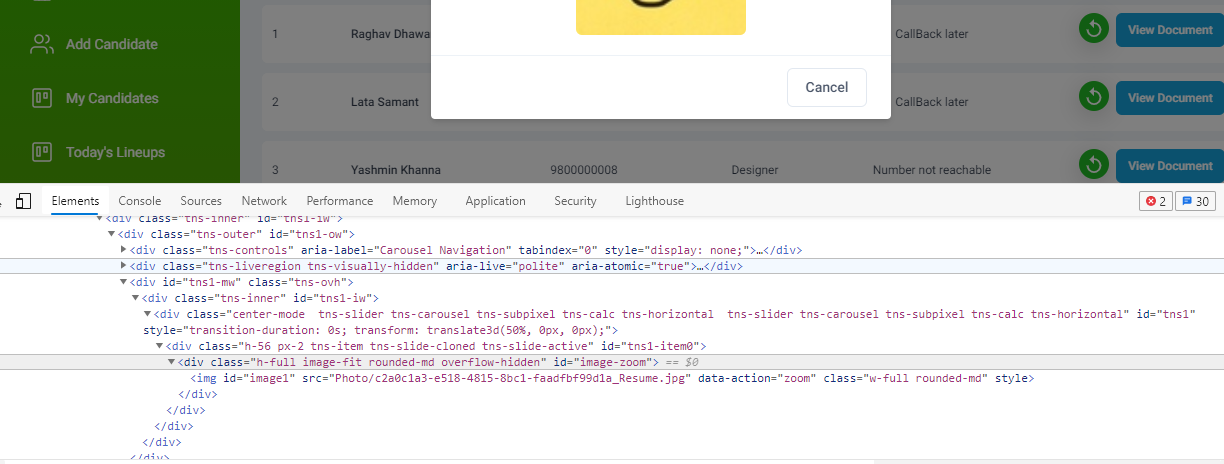 1 Raghav Dhawa CallBack later View Document
Add Candidate
Cancel
My Candidates
2 Lata Samant CallBack later View Document
Today's Lineups
3 Yashmin Khanna 9800000008 Designer Number not reachable View Document
Elements Console Sources Network Performance Memory Application Security Lighthouse 2 30
<div class="tns-inner" id="tns1-iw">
<div class="tns-outer" id="tns1-ow">
<div class="tns-controls" aria-label="Carousel Navigation" tabindex="0" style="display: none;">…</div>
<div class="tns-liveregion tns-visually-hidden" aria-live="polite" aria-atomic="true">…</div>
<div id="tns1-mw" class="tns-ovh">
<div class="tns-inner" id="tns1-iw">
<div class="center-mode  tns-slider tns-carousel tns-subpixel tns-calc tns-horizontal  tns-slider tns-carousel tns-subpixel tns-calc tns-horizontal" id="tns1"
style="transition-duration: 0s; transform: translate3d(50%, 0px, 0px);">
<div class="h-56 px-2 tns-item tns-slide-cloned tns-slide-active" id="tns1-item0">
<div class="h-full image-fit rounded-md overflow-hidden" id="image-zoom"> == $0
<img id="image1" src="Photo/c2a0c1a3-e518-4815-8bc1-faadfbf99d1a_Resume.jpg" data-action="zoom" class="w-full rounded-md" style>
</div>
</div>
</div>
</div>
</div>